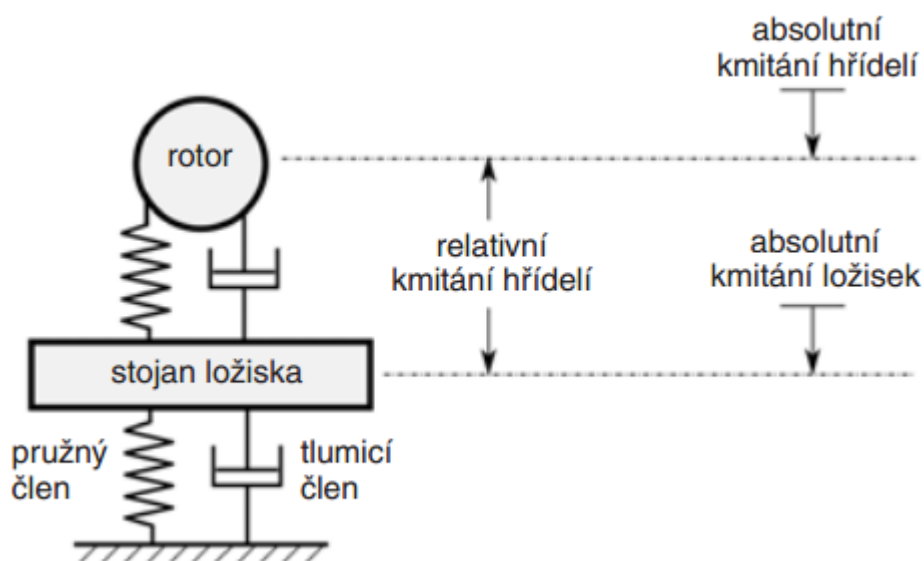 absolutní
kmitání hřídelí
rotor
relativní
kmitání hřídelí
absolutní
kmitání ložisek
stojan ložiska
pružný
člen
tlumicí
člen